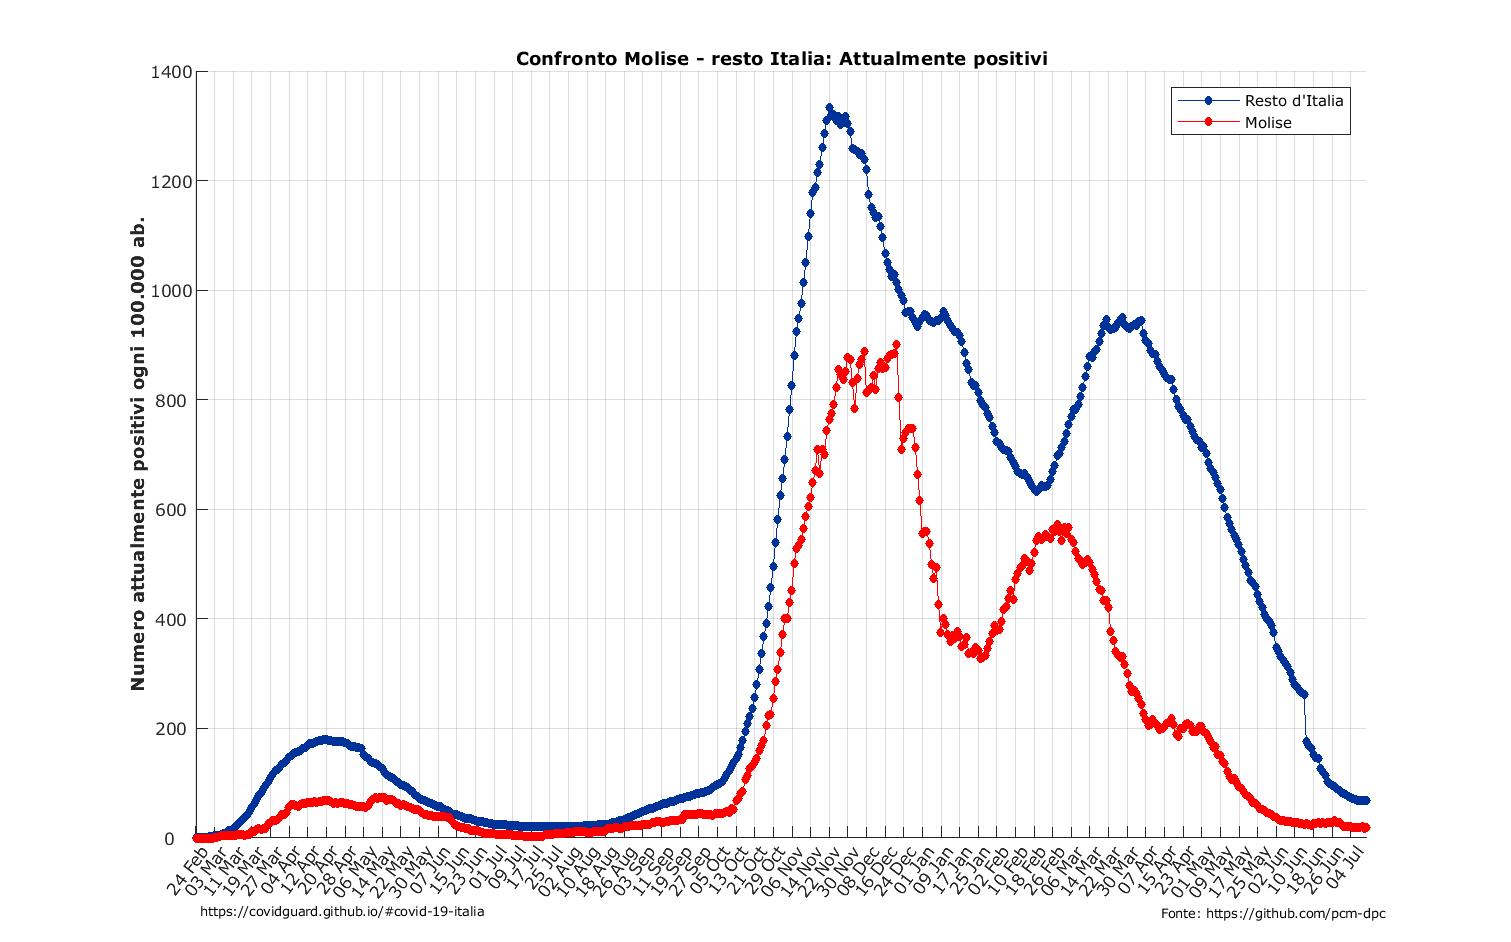 Confronto Molise - resto Italia: Attualmente positivi
Numero attualmente positivi ogni 100.000 ab.
1400
1200
1000
800
600
400
200
0
Resto d'Italia
Molise
24 Feb
03 Mar
11 Mar
19 Mar
27 Mar
04 Apr
12 Apr
20 Apr
28 Apr
06 May
14 May
22 May
30 May
07 Jun
15 Jun
23 Jun
01 Jul
09 Jul
17 Jul
25 Jul
02 Aug
10 Aug
18 Aug
26 Aug
03 Sep
11 Sep
19 Sep
27 Sep
05 Oct
13 Oct
21 Oct
29 Oct
06 Nov
14 Nov
22 Nov
30 Nov
08 Dec
16 Dec
24 Dec
01 Jan
09 Jan
17 Jan
25 Jan
02 Feb
10 Feb
18 Feb
26 Feb
06 Mar
14 Mar
22 Mar
30 Mar
07 Apr
15 Apr
23 Apr
01 May
09 May
17 May
25 May
02 Jun
10 Jun
18 Jun
26 Jun
04 Jul
https://covidguard.github.io/#covid-19-italia
Fonte: https://github.com/pcm-dpc